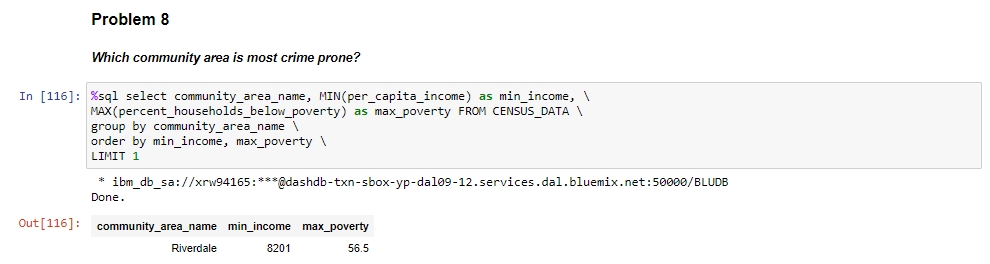 Problem 8
Which community area is most crime prone?
In [116]: %sql select community_area_name, MIN(per_capita_income) as min_income, \
MAX(percent_households_below_poverty) as max_poverty FROM CENSUS_DATA \
group by community_area_name \
order by min_income, max_poverty \
LIMIT 1
* ibm_db_sa://xrw94165:***@dashdb-txn-sbox-yp-dal09-12.services.dal.bluemix.net:50000/BLUDB
Done.
Out[116]: community_area_name min_income max_poverty
Riverdale 8201 56.5